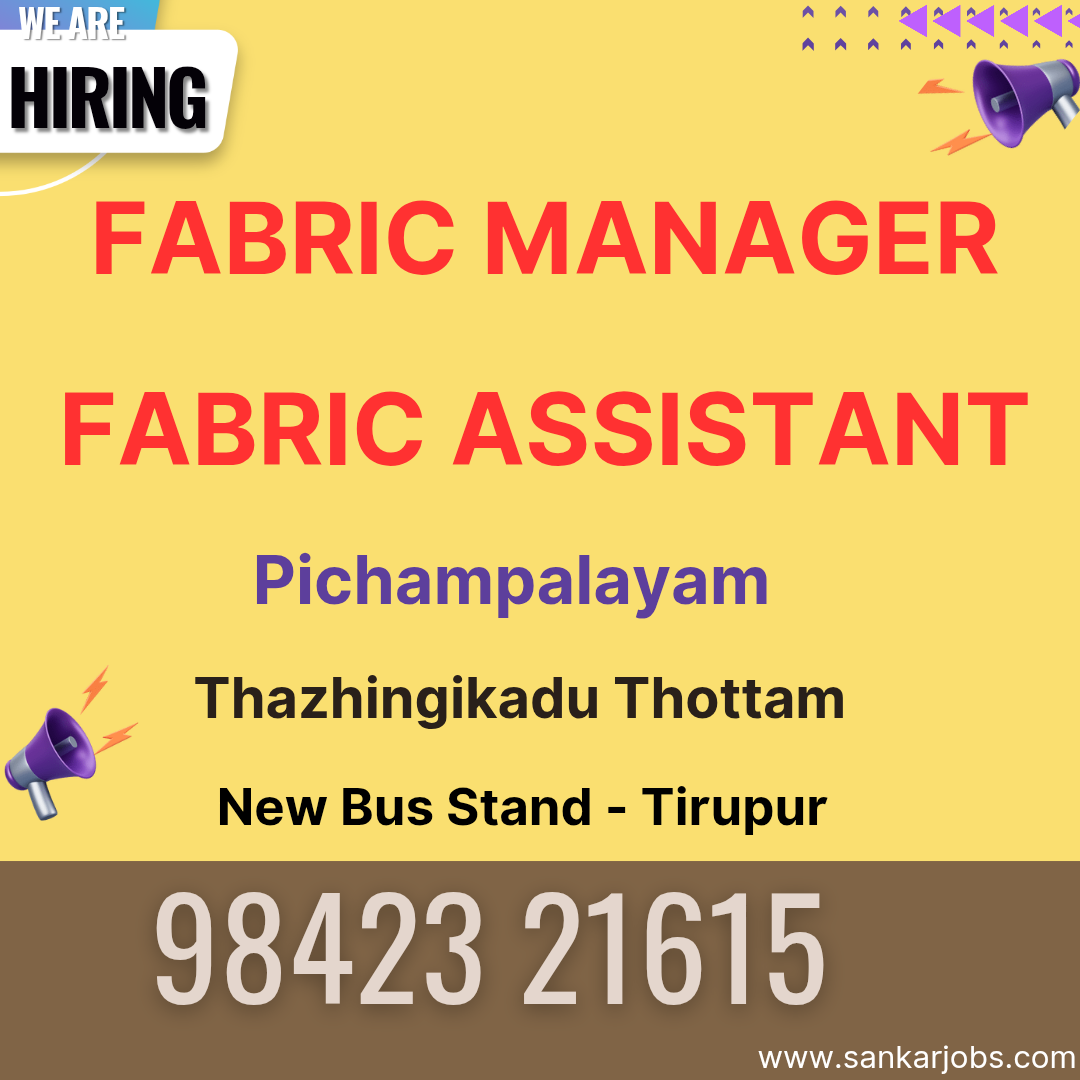 WE ARE
HIRING
FABRIC MANAGER
FABRIC ASSISTANT
Pichampalayam
Thazhingikadu Thottam
New Bus Stand - Tirupur
98423 21615
www.sankarjobs.com